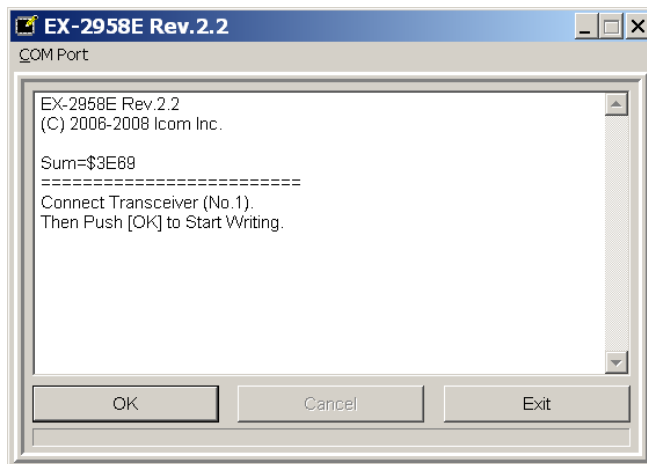 EX-2958E Rev.2.2
COM Port
EX-2958E Rev.2.2
(C) 2006-2008 Icom Inc.
Sum=$3E69
=========================
Connect Transceiver (No.1).
Then Push [OK] to Start Writing.
OK Cancel Exit